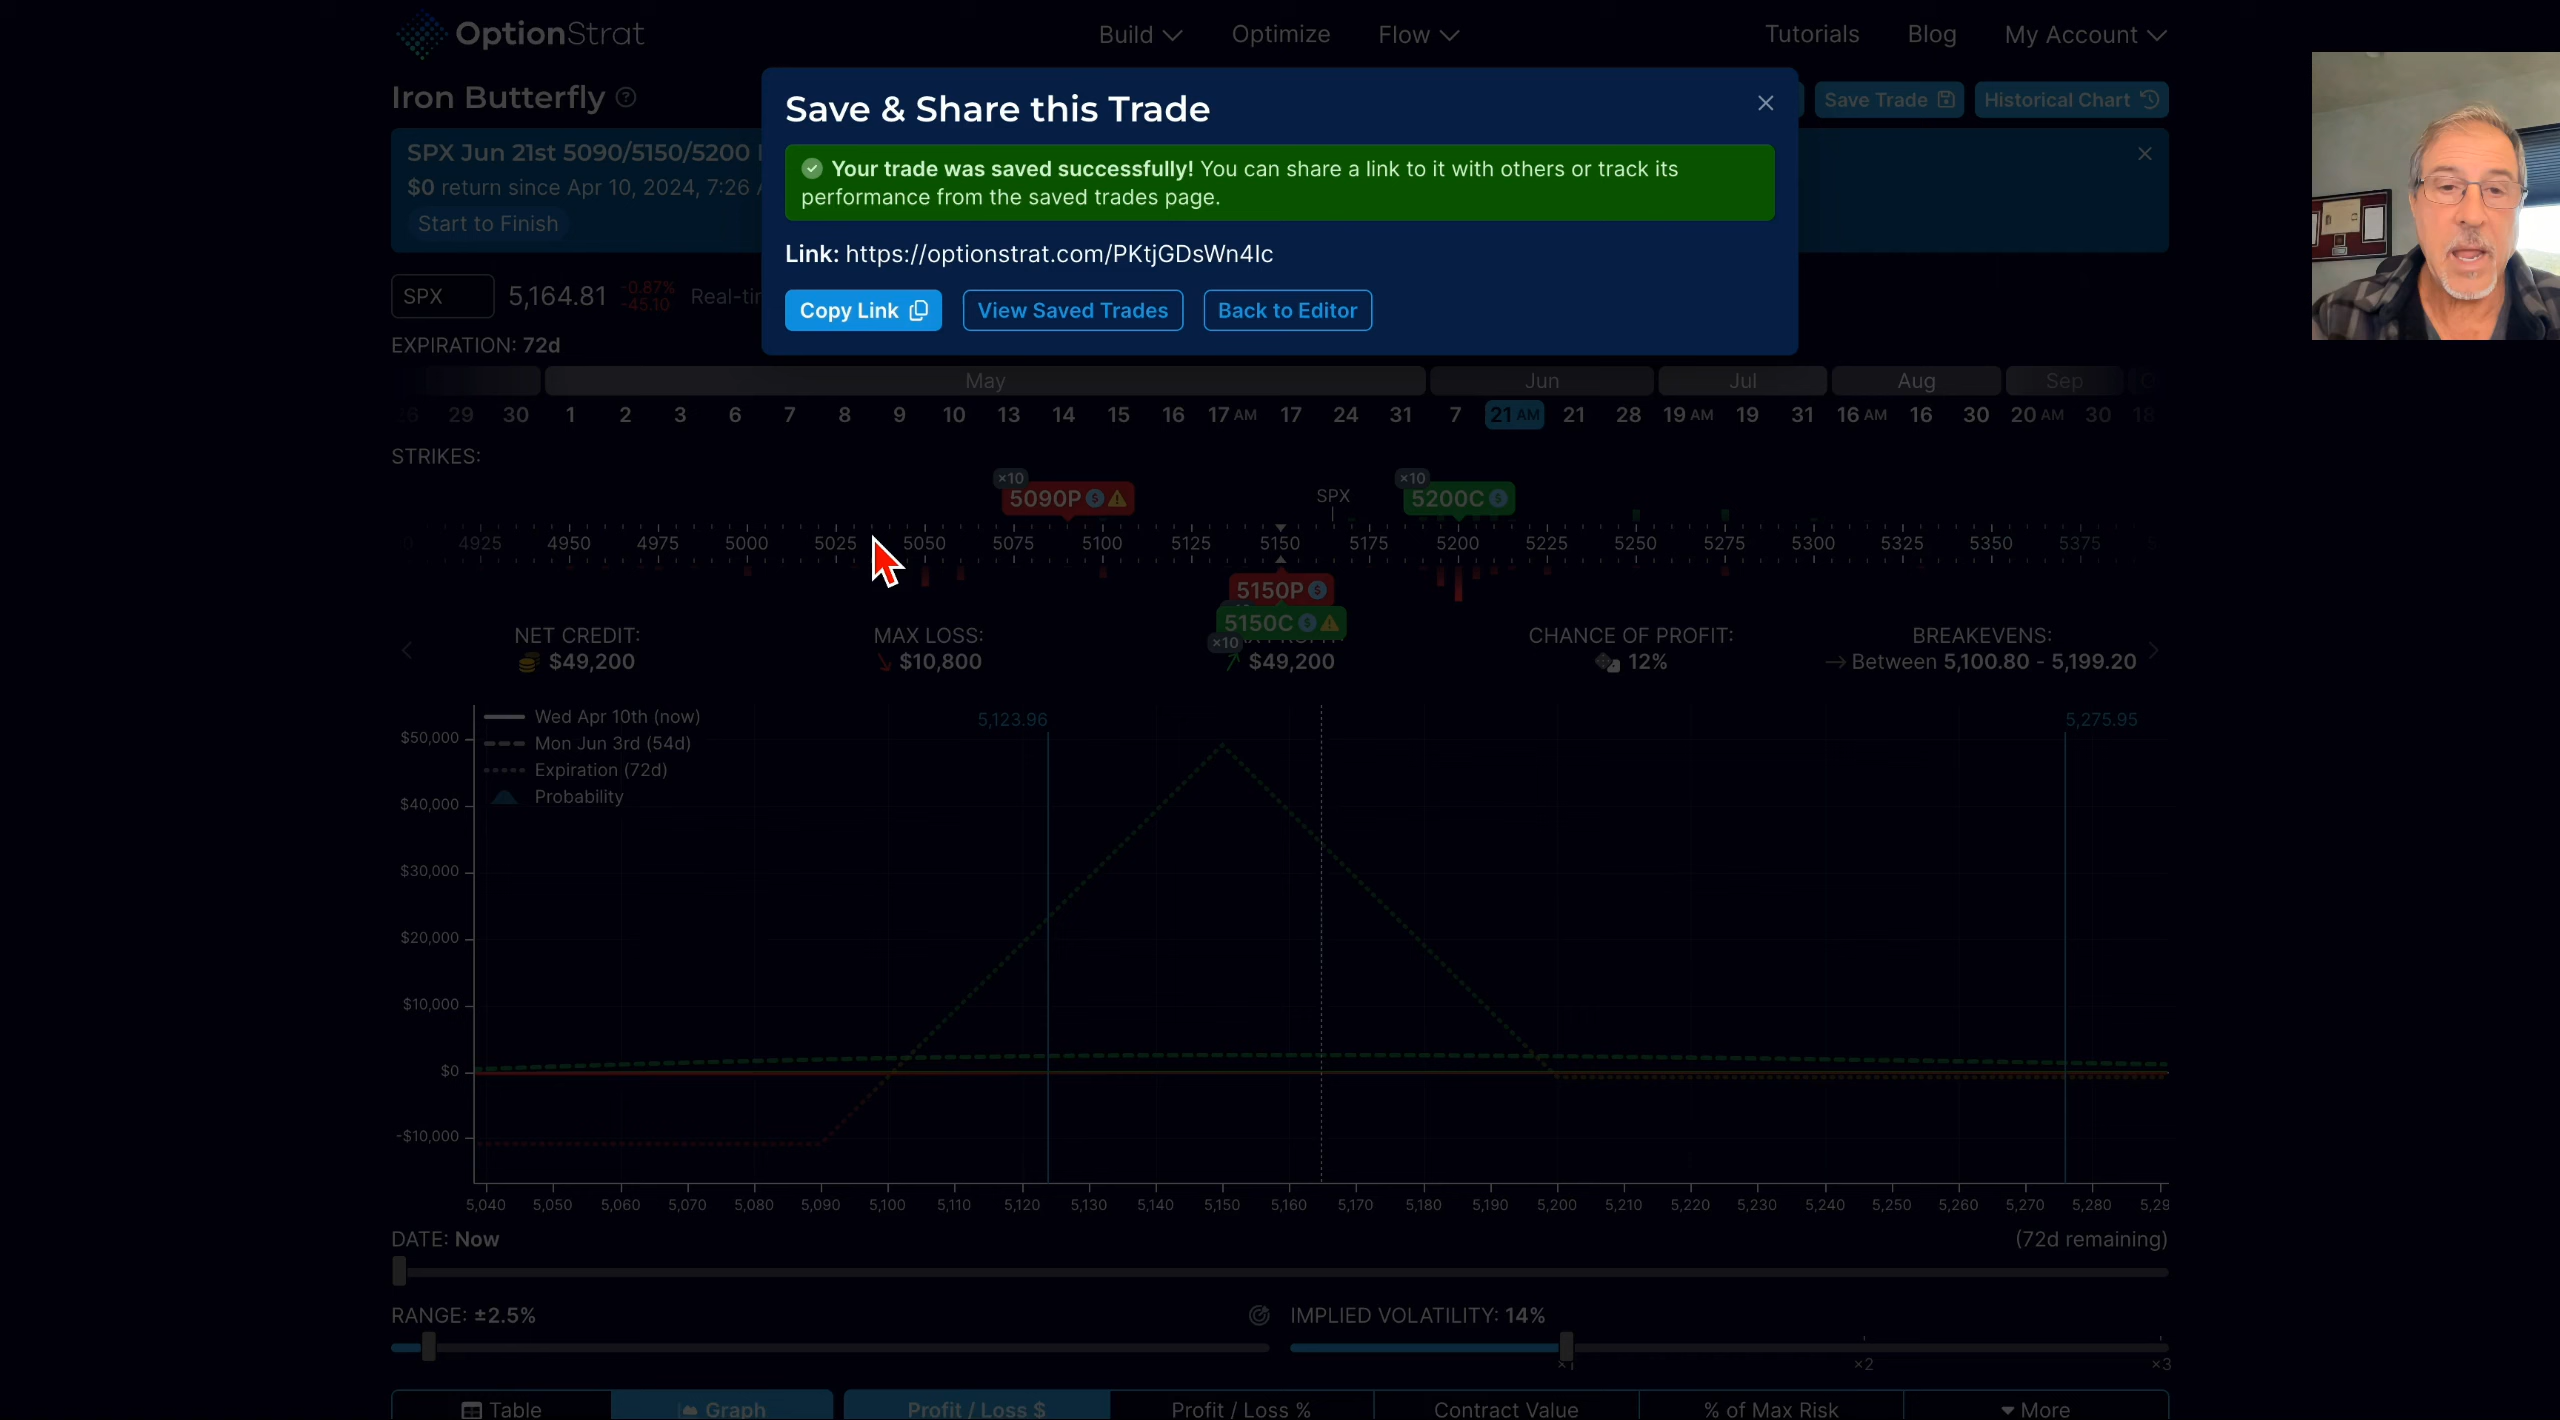 OptionStrat
Build
Optimize
Flow
Tutorials
Blog
My Account
Iron Butterfly
Save & Share this Trade
Save Trade
Historical Chart
SPX Jun 21st 5090/5150/5200
$0 return since Apr 10, 2024, 7:26
Start to Finish
Your trade was saved successfully! You can share a link to it with others or track its
performance from the saved trades page.
Link: https://optionstrat.com/PKtjGDsWn4Ic
Copy Link
View Saved Trades
Back to Editor
SPX
5,164.81
-0.87%
-45.10
EXPIRATION: 72d
May
Jun
Jul
Aug
Sep
26 29 30 1 2 3 6 7 8 9 10 13 14 15 16 17 AM 17 24 31 7 21 AM 21 28 19 AM 19 31 16 AM 16 30 20 AM 30 18
STRIKES:
×10
5090P
SPX
×10
5200C
4925 4950 4975 5000 5025 5050 5075 5100 5125 5150 5175 5200 5225 5250 5275 5300 5325 5350 5375
5150P
5150C
×10
NET CREDIT:
$49,200
MAX LOSS:
$10,800
$49,200
CHANCE OF PROFIT:
12%
BREAKEVENS:
Between 5,100.80 - 5,199.20
Wed Apr 10th (now)
Mon Jun 3rd (54d)
Expiration (72d)
Probability
5,123.96
5,275.95
$50,000
$40,000
$30,000
$20,000
$10,000
$0
-$10,000
5,040 5,050 5,060 5,070 5,080 5,090 5,100 5,110 5,120 5,130 5,140 5,150 5,160 5,170 5,180 5,190 5,200 5,210 5,220 5,230 5,240 5,250 5,260 5,270 5,280 5,29
DATE: Now
(72d remaining)
RANGE: ±2.5%
IMPLIED VOLATILITY: 14%
×1
×2
×3
Table
Graph
Profit / Loss $
Profit / Loss %
Contract Value
% of Max Risk
More